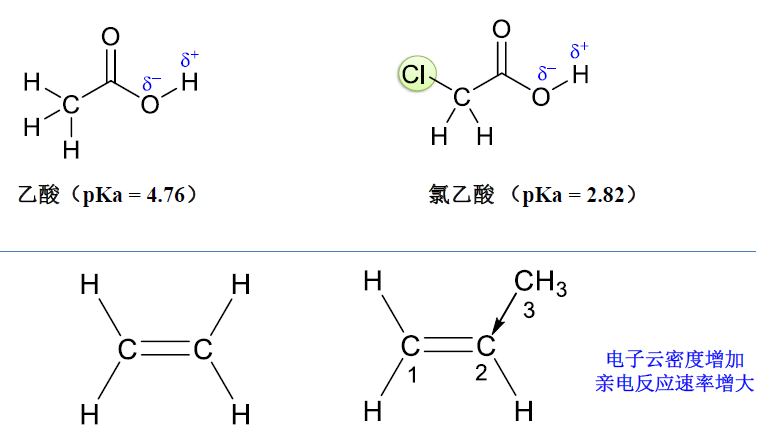 O
δ⁻
δ⁺
H
H
C
O
H
H
O
δ⁻
δ⁺
Cl
H
C
O
H
H
乙酸（pKa = 4.76）
氯乙酸 （pKa = 2.82）
H
H
C
C
H
H
H
CH₃
3
C
C
1
2
H
H
电子云密度增加
亲电反应速率增大